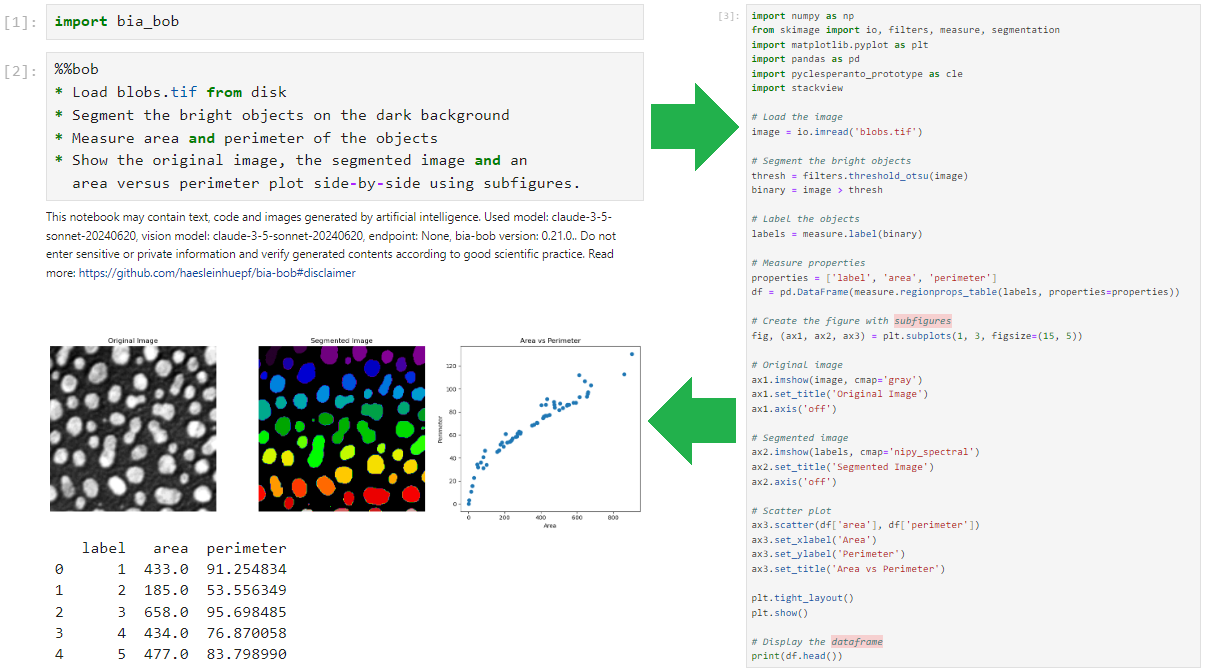 [1]:
import bia_bob
[2]:
%%bob
* Load blobs.tif from disk
* Segment the bright objects on the dark background
* Measure area and perimeter of the objects
* Show the original image, the segmented image and an
area versus perimeter plot side-by-side using subfigures.
This notebook may contain text, code and images generated by artificial intelligence. Used model: claude-3-5-
sonnet-20240620, vision model: claude-3-5-sonnet-20240620, endpoint: None, bia-bob version: 0.21.0.. Do not
enter sensitive or private information and verify generated contents according to good scientific practice. Read
more: https://github.com/haesleinhuepf/bia-bob#disclaimer
Original Image
Segmented Image
Area vs Perimeter
Perimeter
120
100
80
60
40
20
0
0 200 400 600 800
Area
label area perimeter
0 1 433.0 91.254834
1 2 185.0 53.556349
2 3 658.0 95.698485
3 4 434.0 76.870058
4 5 477.0 83.798990
[3]:
import numpy as np
from skimage import io, filters, measure, segmentation
import matplotlib.pyplot as plt
import pandas as pd
import pyclesperanto_prototype as cle
import stackview
# Load the image
image = io.imread('blobs.tif')
# Segment the bright objects
thresh = filters.threshold_otsu(image)
binary = image > thresh
# Label the objects
labels = measure.label(binary)
# Measure properties
properties = ['label', 'area', 'perimeter']
df = pd.DataFrame(measure.regionprops_table(labels, properties=properties))
# Create the figure with subfigures
fig, (ax1, ax2, ax3) = plt.subplots(1, 3, figsize=(15, 5))
# Original image
ax1.imshow(image, cmap='gray')
ax1.set_title('Original Image')
ax1.axis('off')
# Segmented image
ax2.imshow(labels, cmap='nipy_spectral')
ax2.set_title('Segmented Image')
ax2.axis('off')
# Scatter plot
ax3.scatter(df['area'], df['perimeter'])
ax3.set_xlabel('Area')
ax3.set_ylabel('Perimeter')
ax3.set_title('Area vs Perimeter')
plt.tight_layout()
plt.show()
# Display the dataframe
print(df.head())